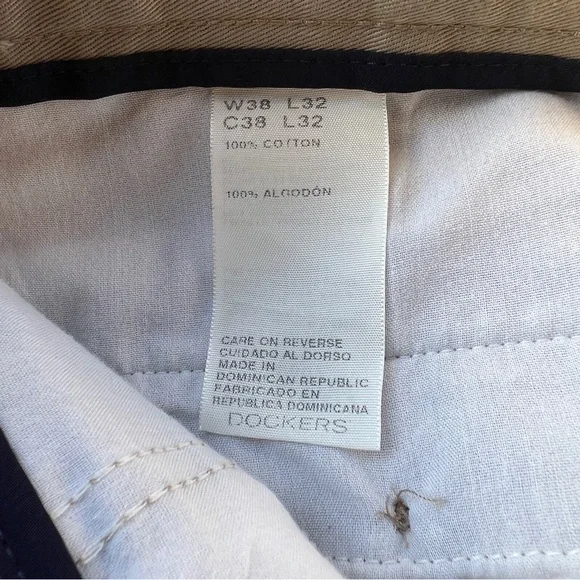 W38 L32
C38 L32
100% COTTON
100% ALGODÓN
CARE ON REVERSE
CUIDADO AL DORSO
MADE IN
DOMINICAN REPUBLIC
FABRICADO EN
REPUBLICA DOMINICANA
DOCKERS